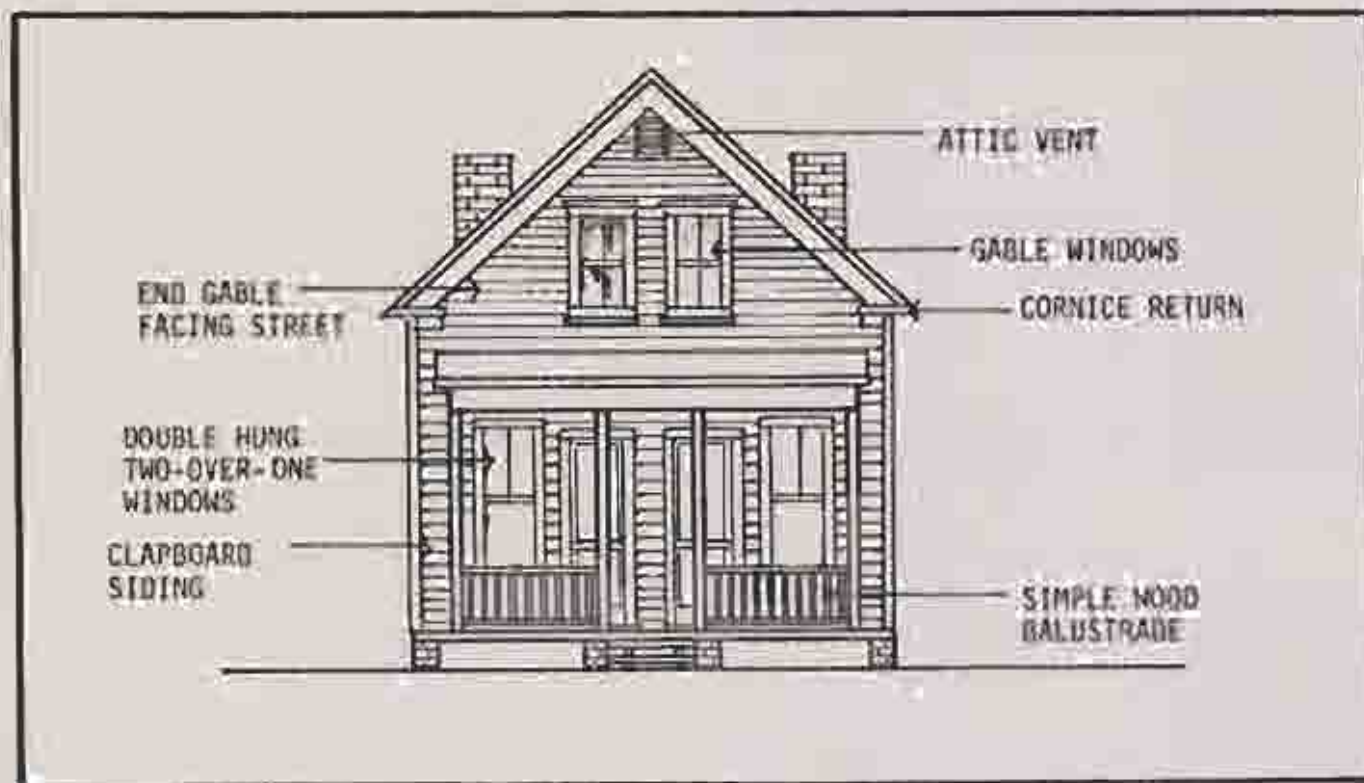 ATTIC VENT
GABLE WINDOWS
END GABLE
FACING STREET
CORNICE RETURN
DOUBLE HUNG
TWO-OVER-ONE
WINDOWS
CLAPBOARD
SIDING
SIMPLE WOOD
BALUSTRADE